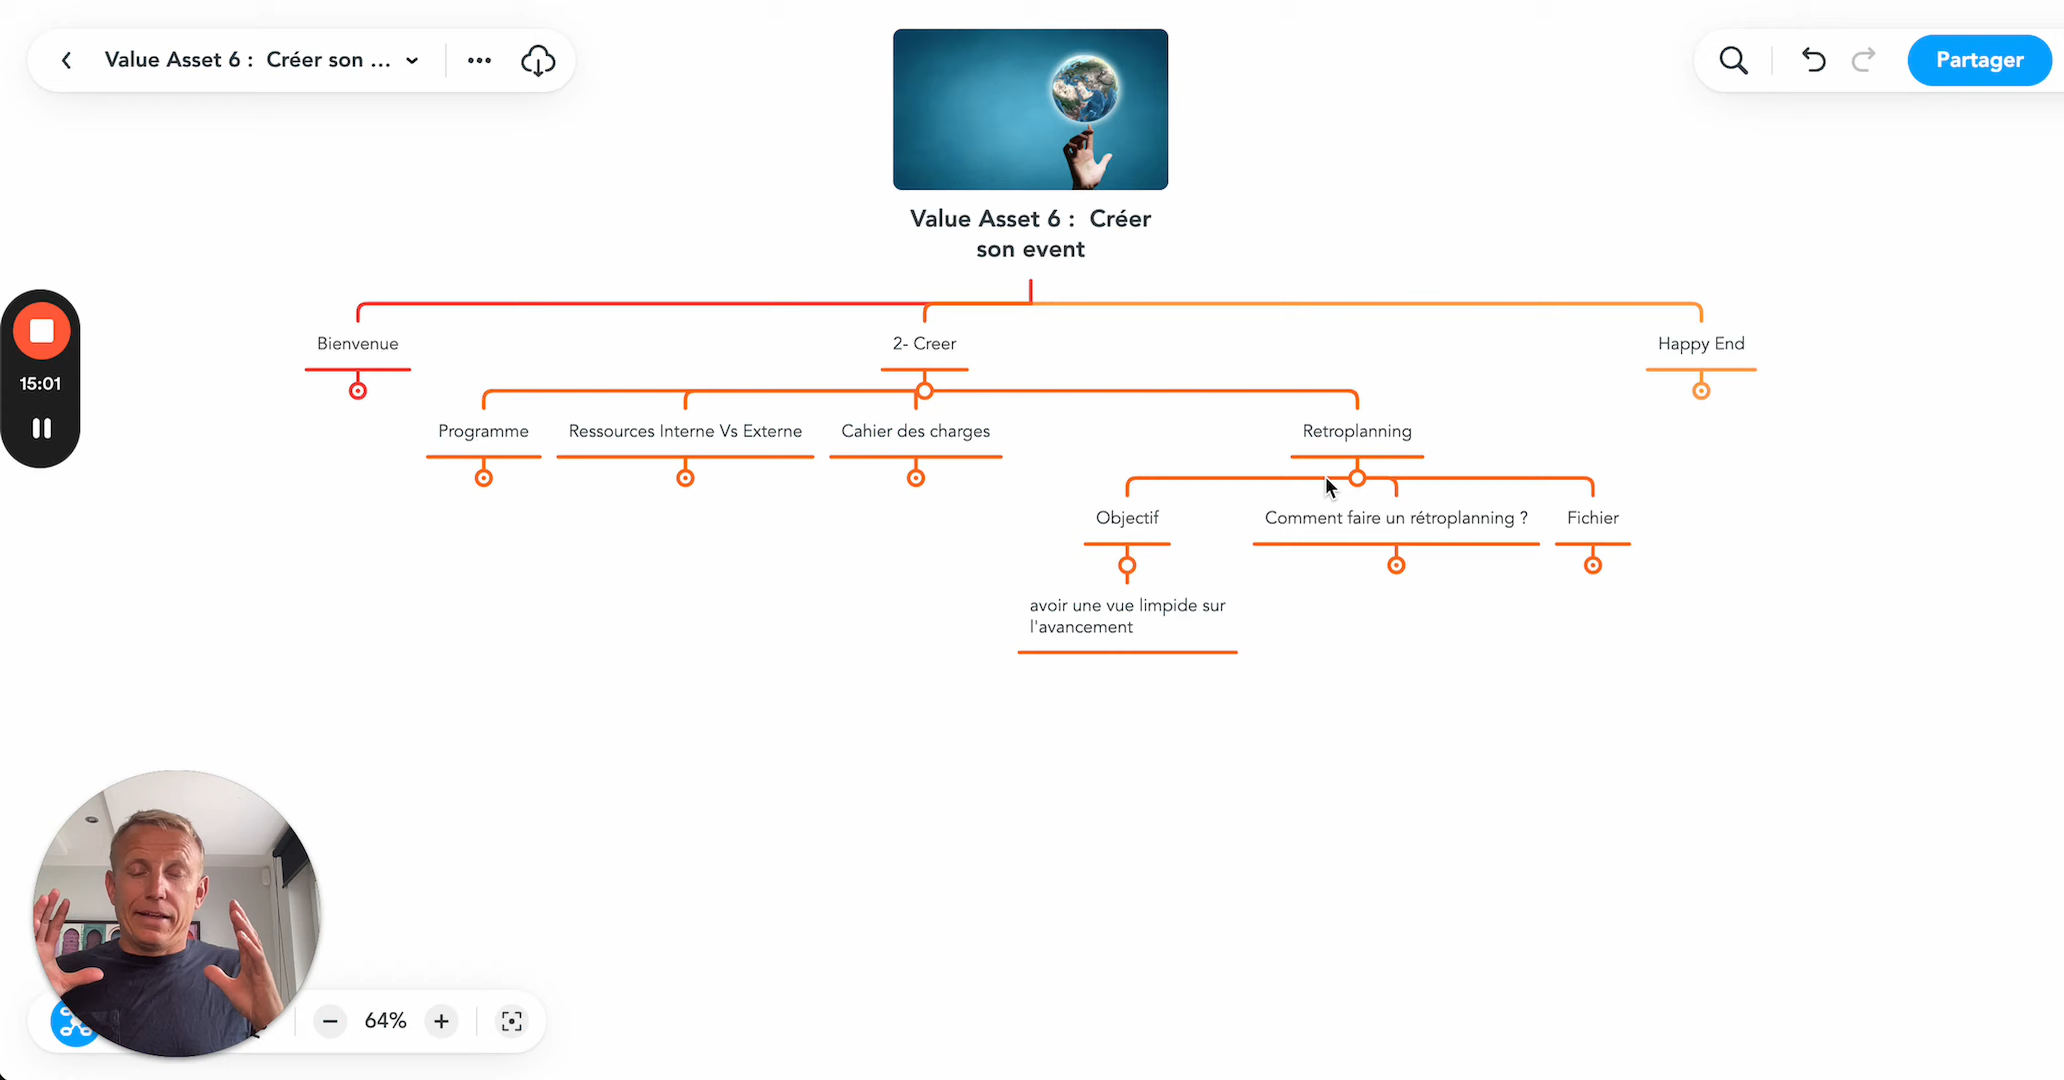 Value Asset 6 :  Créer son ...
Partager
Value Asset 6 :  Créer
son event
15:01
Bienvenue
2- Creer
Happy End
Programme
Ressources Interne Vs Externe
Cahier des charges
Retroplanning
Objectif
Comment faire un rétroplanning ?
Fichier
avoir une vue limpide sur
l'avancement
64%